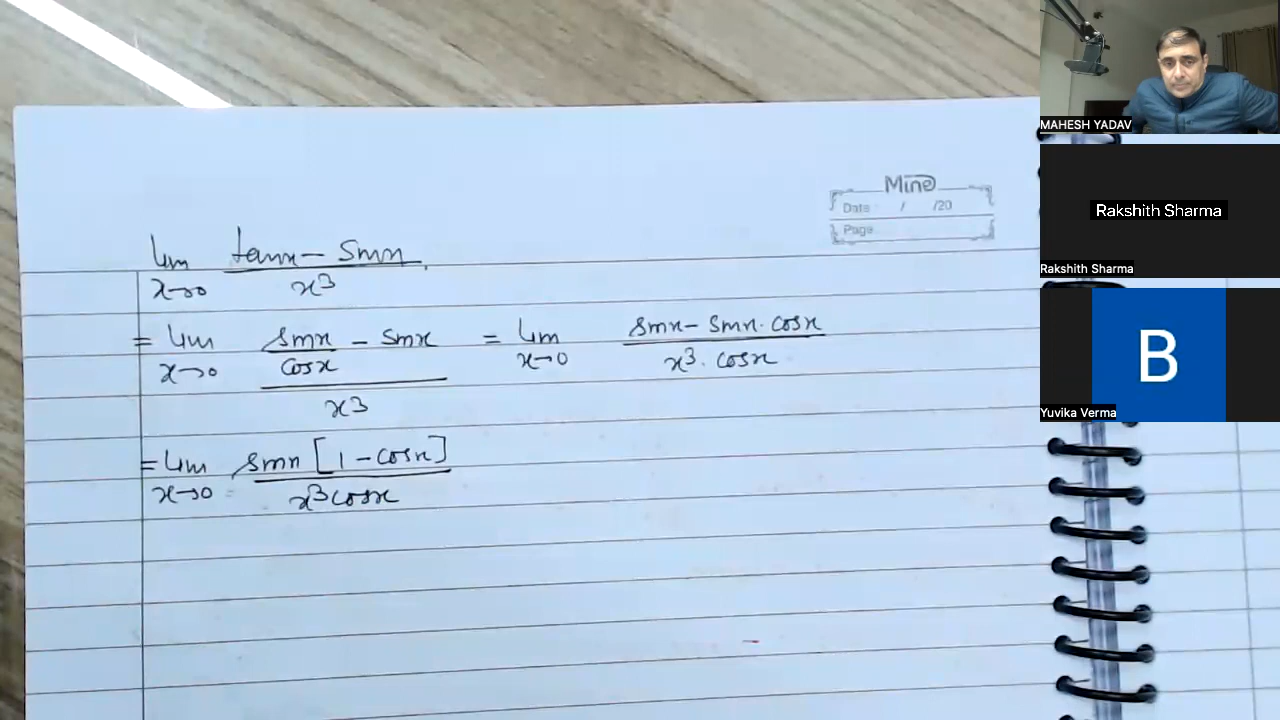 Mine
Date / /20
Page
lim tanx - sinx
x→0 x³
= lim sinx/cosx - sinx = lim sinx - sinx·cosx
x→0 x³ x→0 x³·cosx
= lim sinx [1 - cosx]
x→0 x³cosx
MAHESH YADAV
Rakshith Sharma
Rakshith Sharma
B
Yuvika Verma